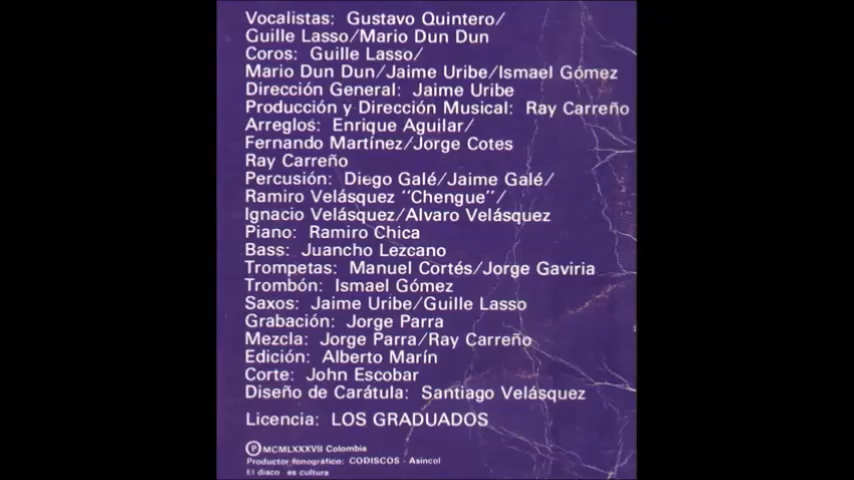 Vocalistas: Gustavo Quintero/
Guille Lasso/Mario Dun Dun
Coros: Guille Lasso/
Mario Dun Dun/Jaime Uribe/Ismael Gómez
Dirección General: Jaime Uribe
Producción y Dirección Musical: Ray Carreño
Arreglos: Enrique Aguilar/
Fernando Martínez/Jorge Cotes
Ray Carreño
Percusión: Diego Galé/Jaime Galé/
Ramiro Velásquez "Chengue"/
Ignacio Velásquez/Alvaro Velásquez
Piano: Ramiro Chica
Bass: Juancho Lezcano
Trompetas: Manuel Cortés/Jorge Gaviria
Trombón: Ismael Gómez
Saxos: Jaime Uribe/Guille Lasso
Grabación: Jorge Parra
Mezcla: Jorge Parra/Ray Carreño
Edición: Alberto Marín
Corte: John Escobar
Diseño de Carátula: Santiago Velásquez
Licencia: LOS GRADUADOS
Ⓟ MCMLXXXVII Colombia
Productor fonográfico: CODISCOS - Asincol
El disco es cultura